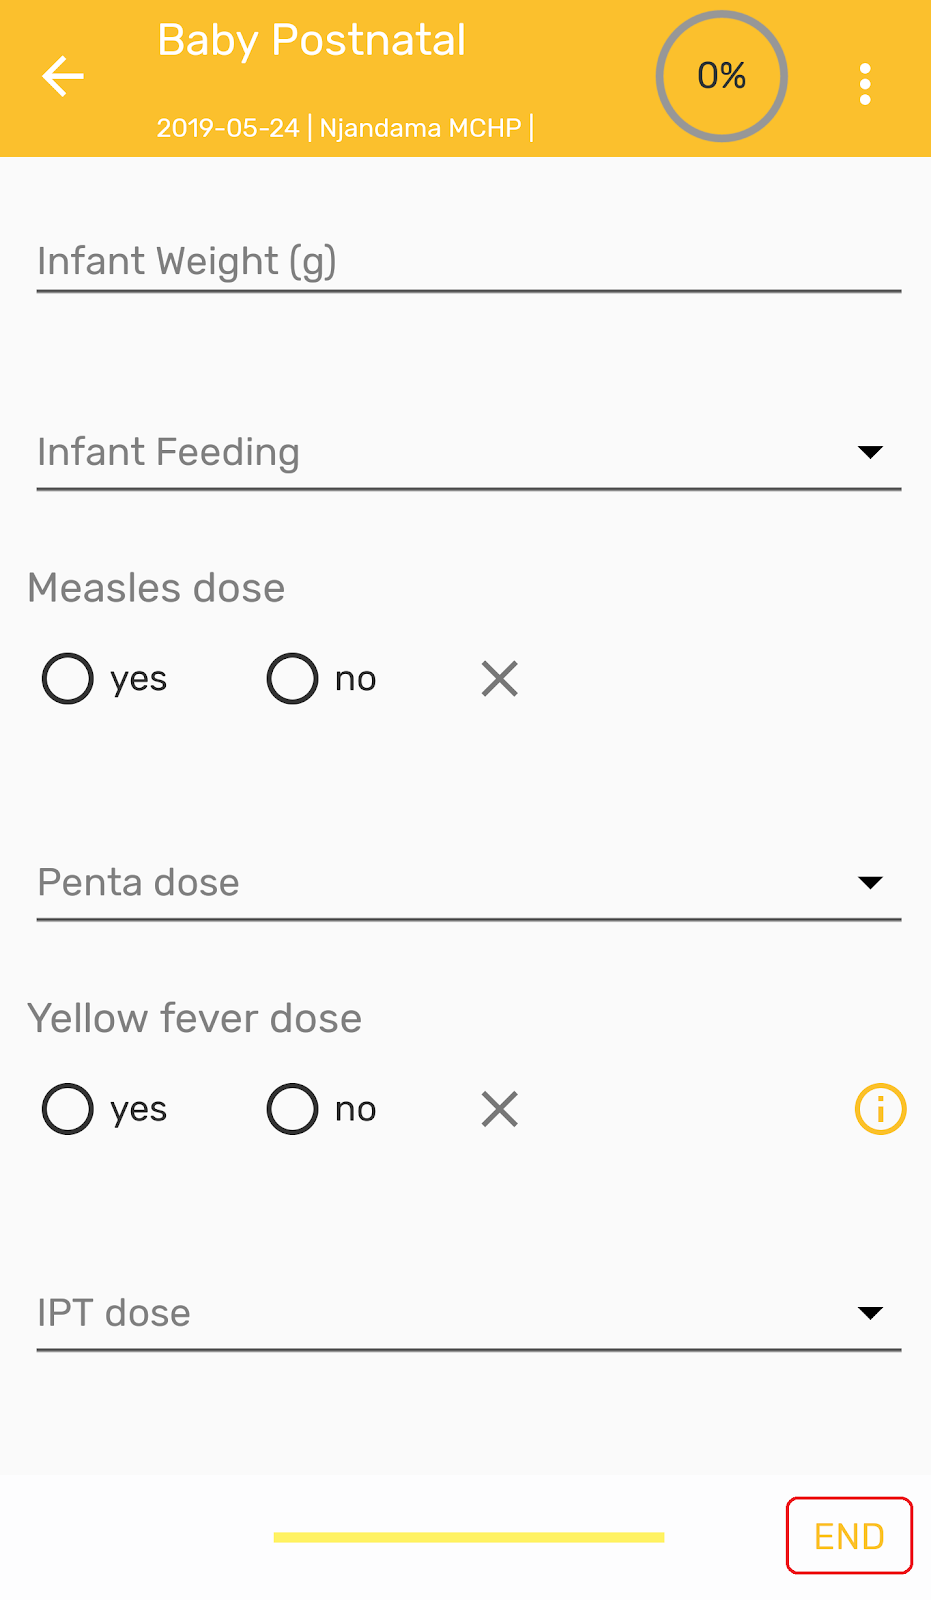 Baby Postnatal
0%
2019-05-24 | Njandama MCHP |
Infant Weight (g)
Infant Feeding
Measles dose
yes no
Penta dose
Yellow fever dose
yes no
IPT dose
END